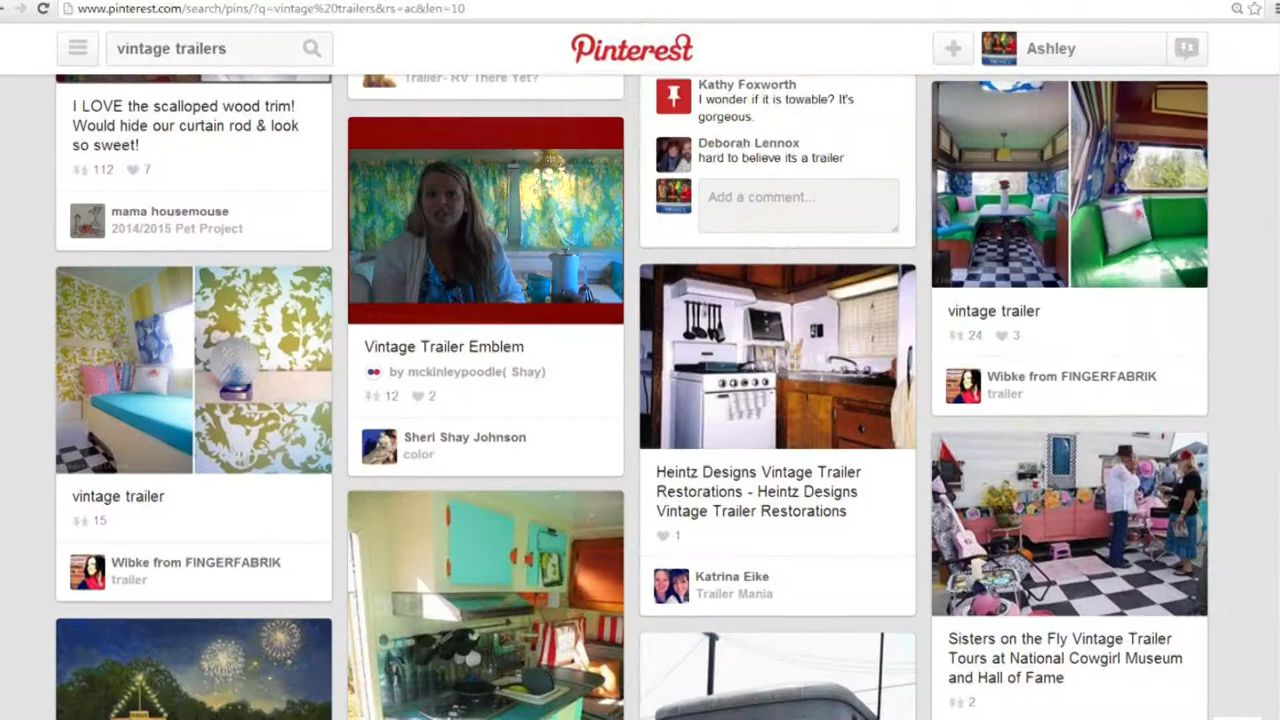 www.pinterest.com/search/pins/?q=vintage%20trailers&rs=ac&len=10
vintage trailers
Pinterest
Ashley
I LOVE the scalloped wood trim!
Would hide our curtain rod & look
so sweet!
112 7
mama housemouse
2014/2015 Pet Project
vintage trailer
15
Wibke from FINGERFABRIK
trailer
Trailer- RV There Yet?
Vintage Trailer Emblem
by mckinleypoodle( Shay)
12 2
Sheri Shay Johnson
color
Kathy Foxworth
I wonder if it is towable? It's
gorgeous.
Deborah Lennox
hard to believe its a trailer
Add a comment...
Heintz Designs Vintage Trailer
Restorations - Heintz Designs
Vintage Trailer Restorations
1
Katrina Eike
Trailer Mania
vintage trailer
24 3
Wibke from FINGERFABRIK
trailer
Sisters on the Fly Vintage Trailer
Tours at National Cowgirl Museum
and Hall of Fame
2